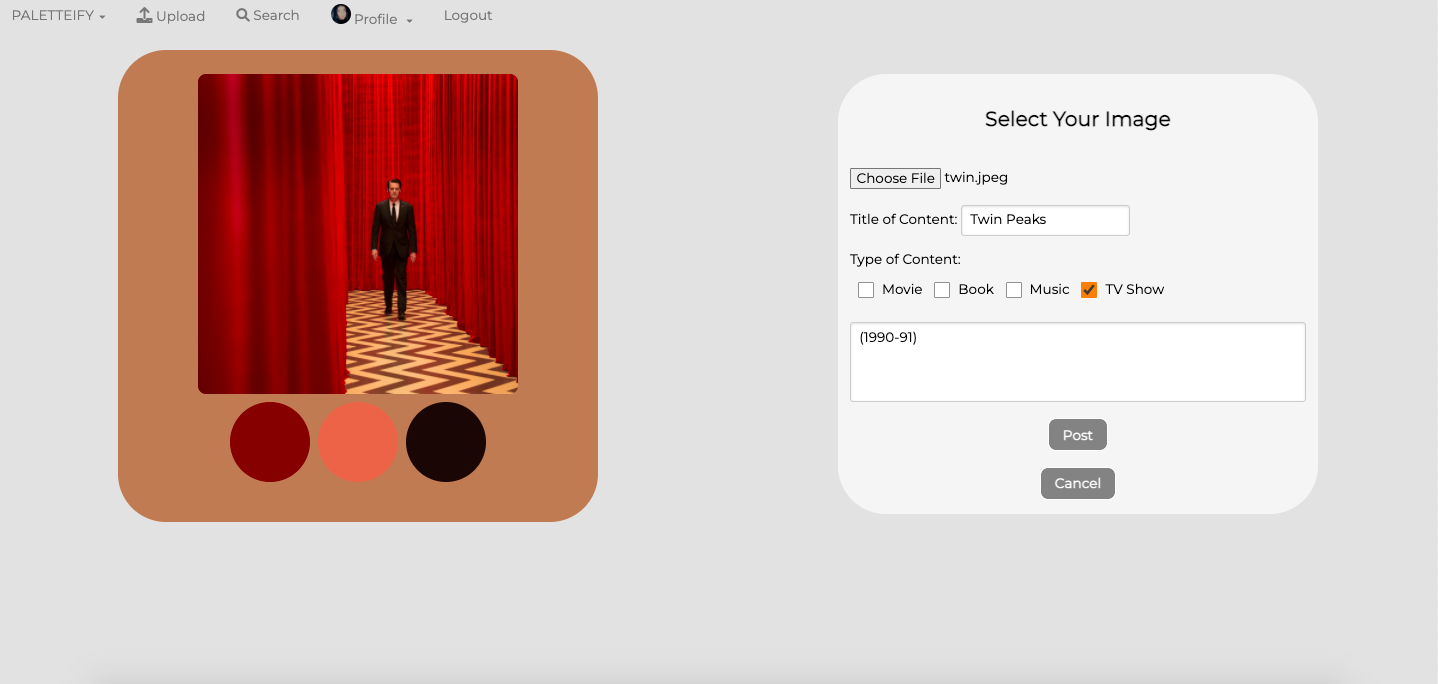 PALETTEIFY Upload Search Profile Logout
Select Your Image
Choose File twin.jpeg
Title of Content: Twin Peaks
Type of Content:
Movie Book Music TV Show
(1990-91)
Post
Cancel